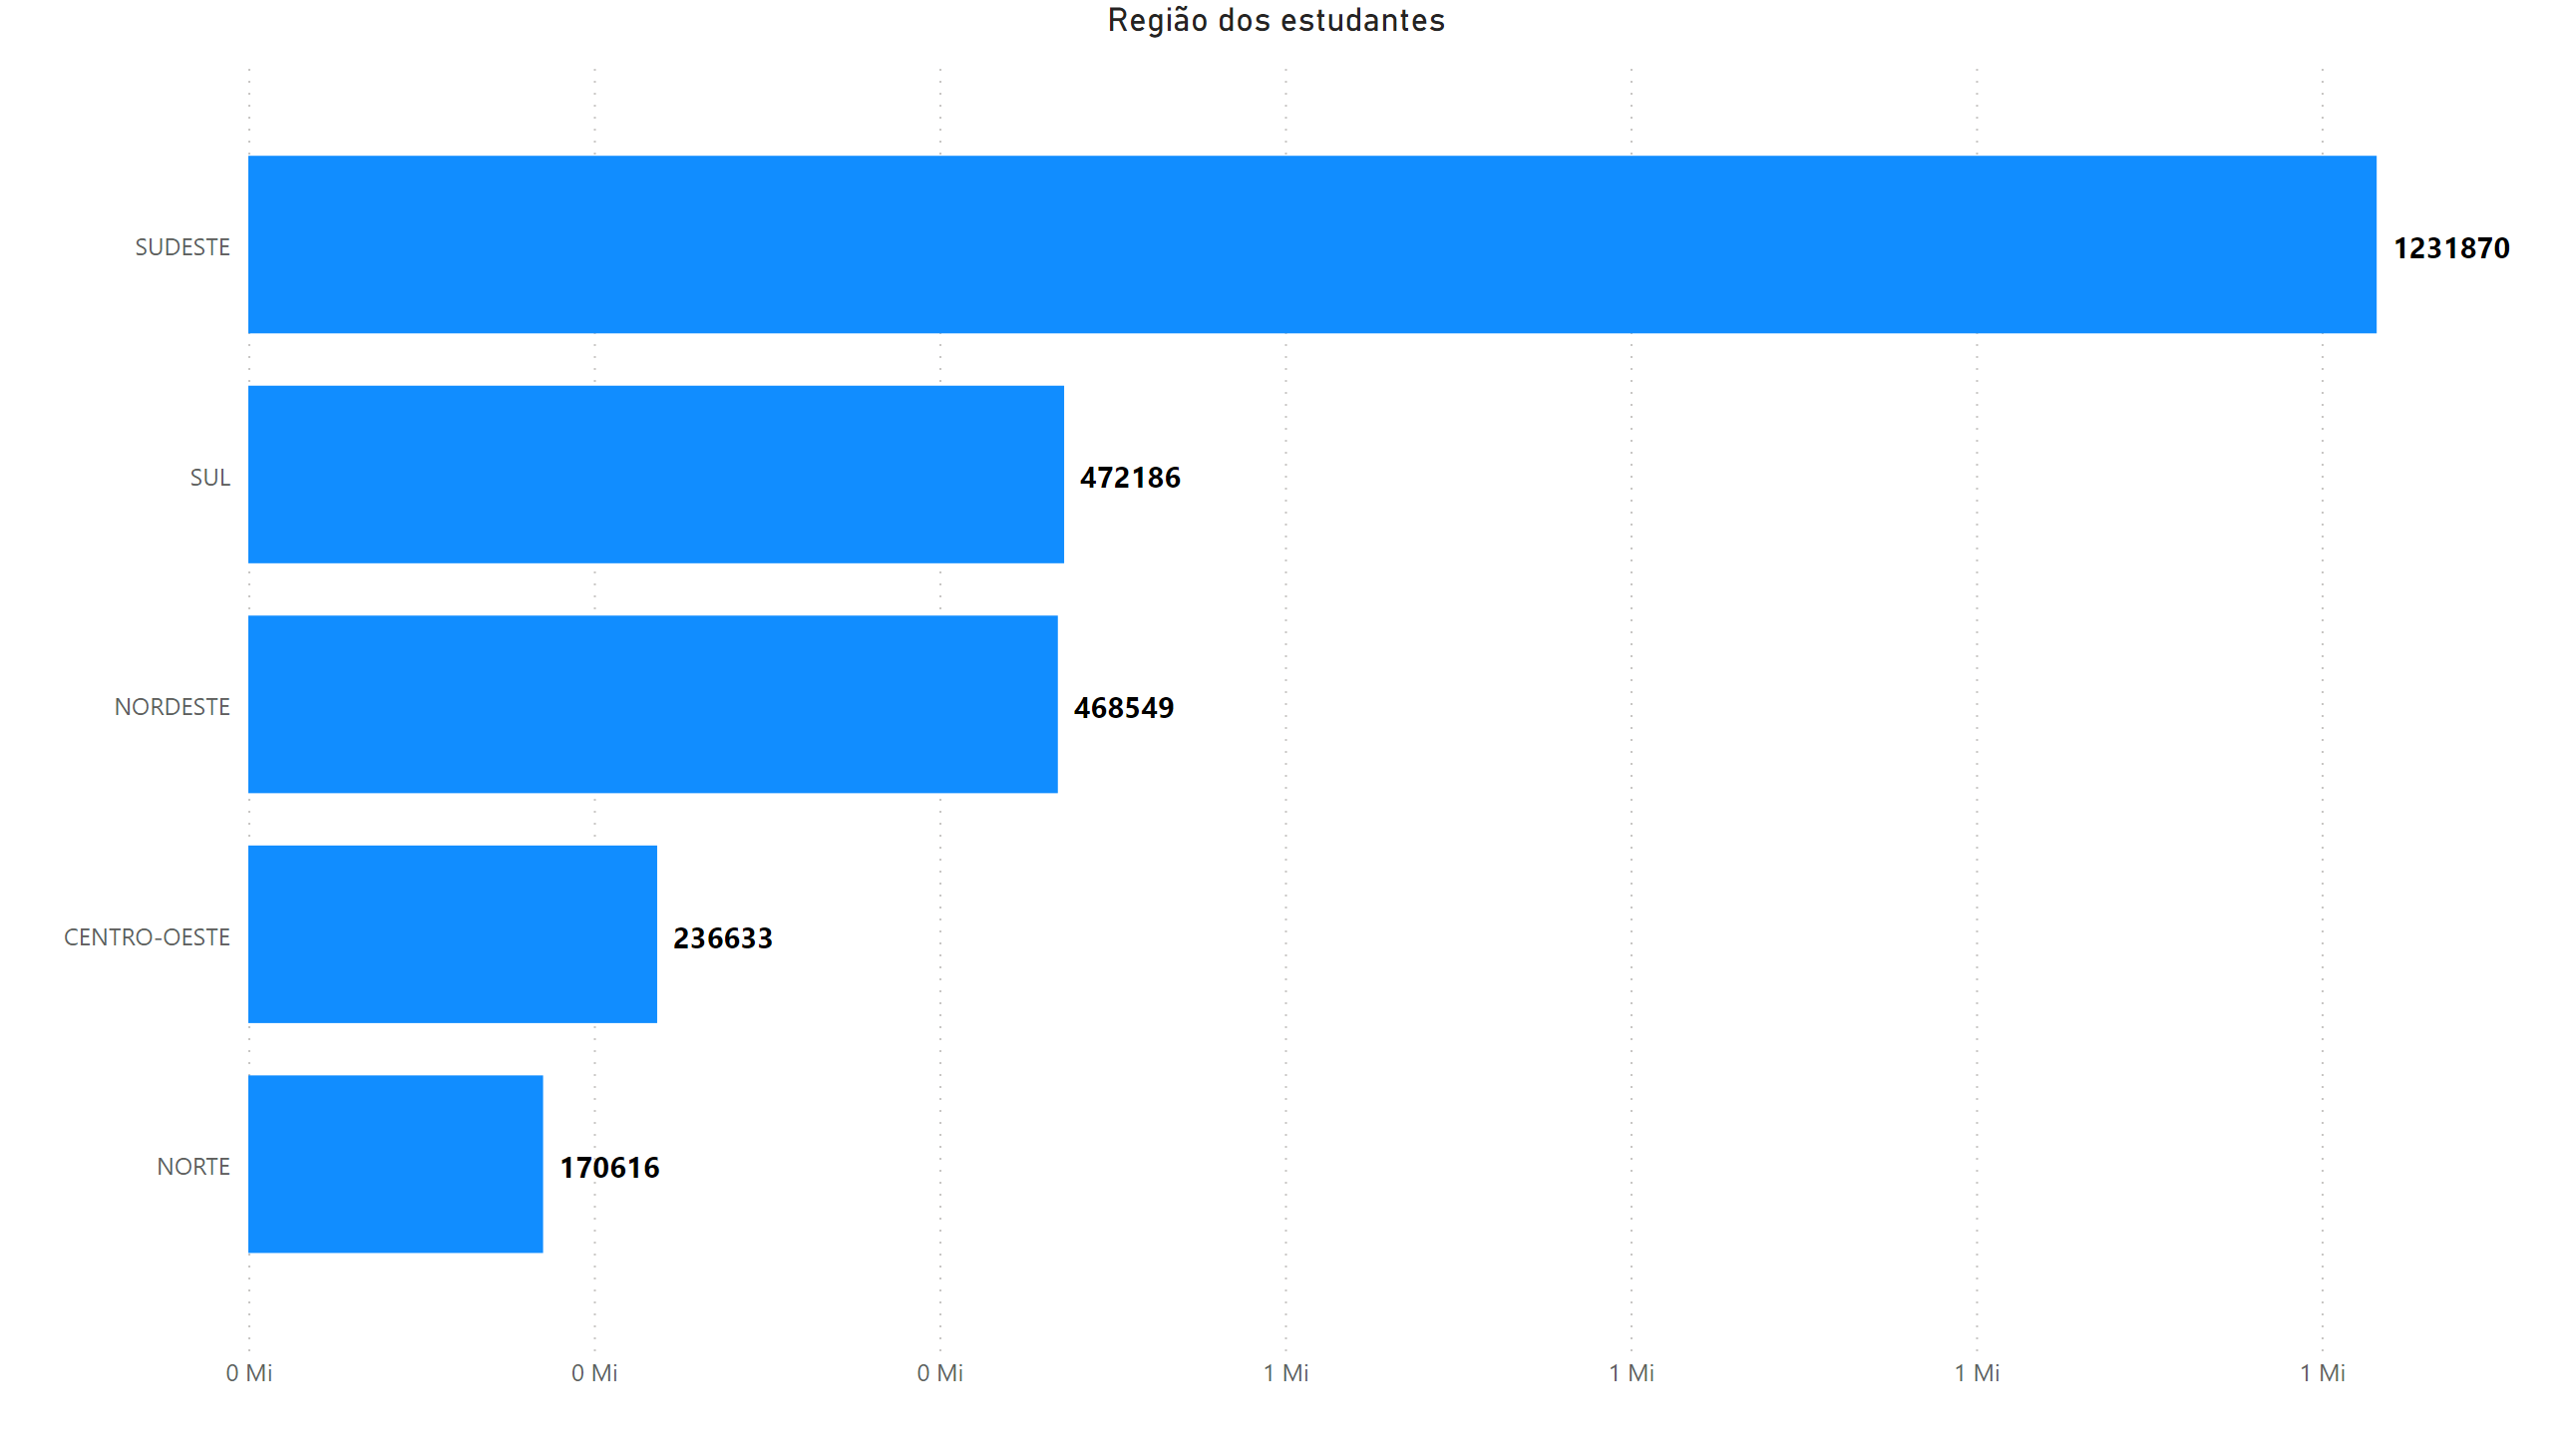 Região dos estudantes
SUDESTE
1231870
SUL
472186
NORDESTE
468549
CENTRO-OESTE
236633
NORTE
170616
0 Mi 0 Mi 0 Mi 1 Mi 1 Mi 1 Mi 1 Mi